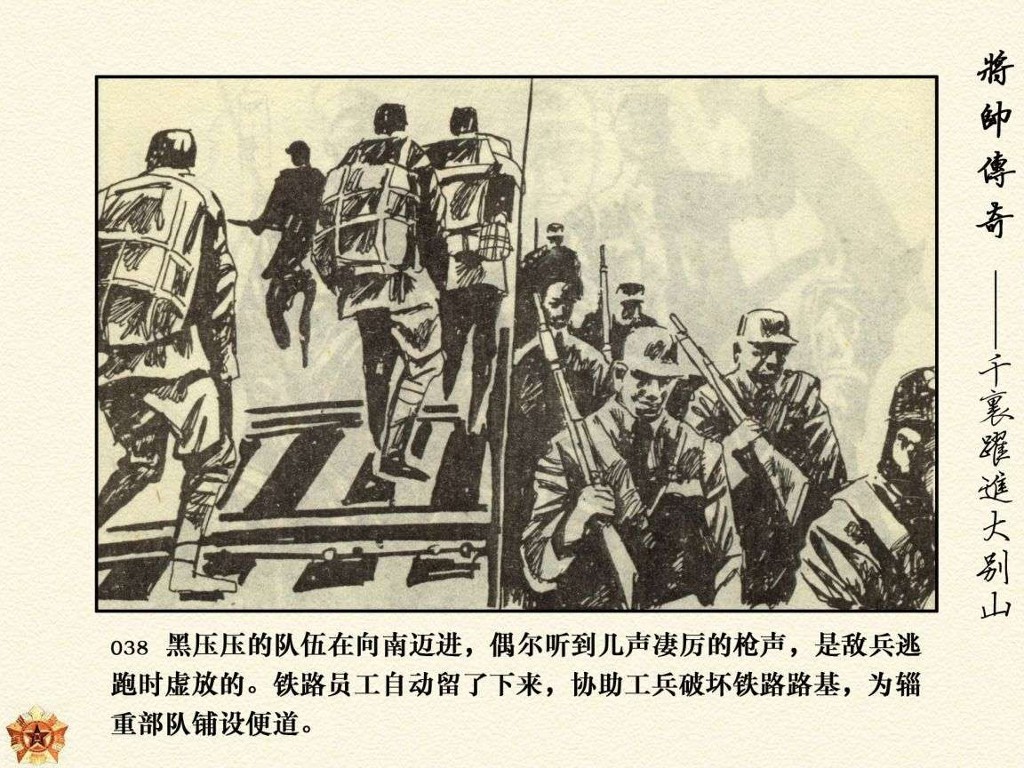 將帥傳奇——千裏躍進大别山
038 黑压压的队伍在向南迈进，偶尔听到几声凄厉的枪声，是敌兵逃
跑时虚放的。铁路员工自动留了下来，协助工兵破坏铁路路基，为辎
重部队铺设便道。